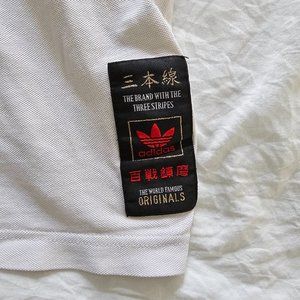 三本線
THE BRAND WITH THE
THREE STRIPES
adidas
百戦錬磨
THE WORLD FAMOUS
ORIGINALS